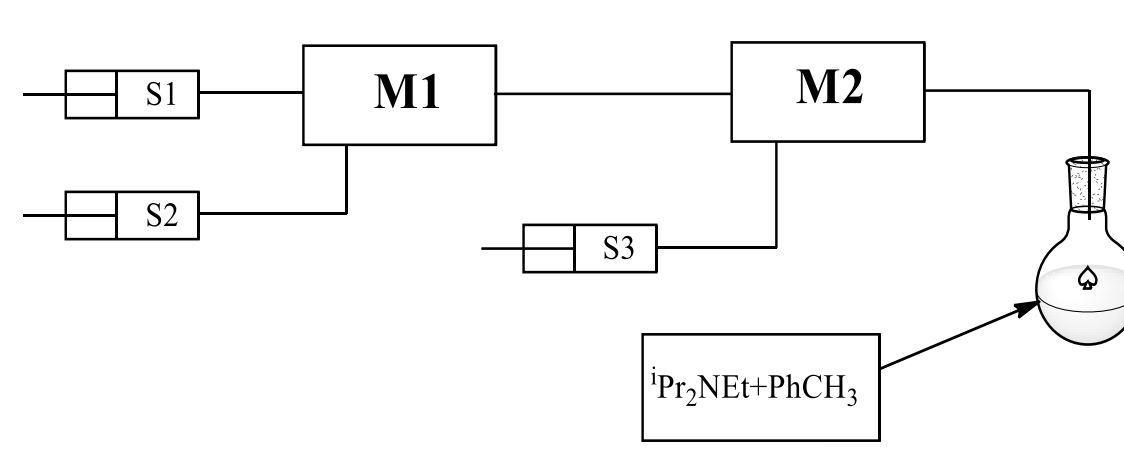 S1
M1
M2
S2
S3
ⁱPr₂NEt+PhCH₃